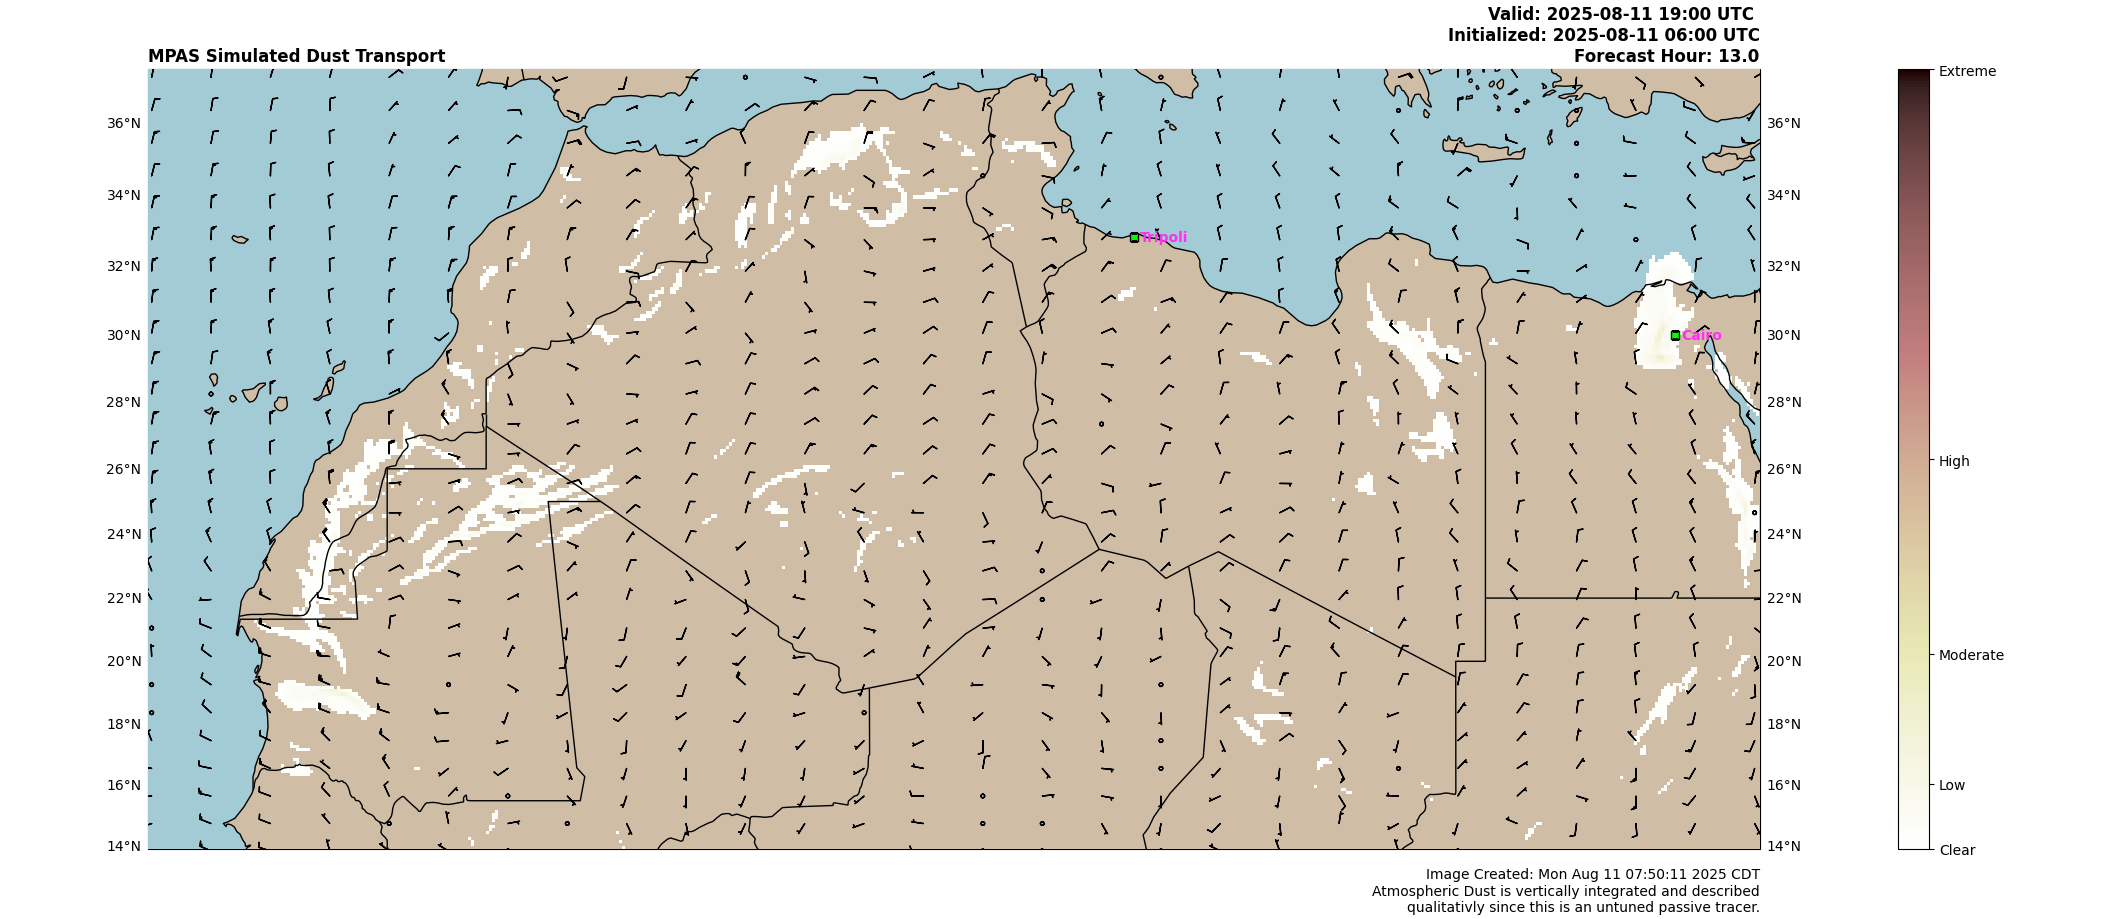 Valid: 2025-08-11 19:00 UTC
Initialized: 2025-08-11 06:00 UTC
MPAS Simulated Dust Transport
Forecast Hour: 13.0
Extreme
36°N
36°N
34°N
34°N
Tripoli
32°N
32°N
30°N
Cairo
30°N
28°N
28°N
High
26°N
26°N
24°N
24°N
22°N
22°N
Moderate
20°N
20°N
18°N
18°N
16°N
16°N
Low
14°N
14°N
Clear
Image Created: Mon Aug 11 07:50:11 2025 CDT
Atmospheric Dust is vertically integrated and described
qualitativly since this is an untuned passive tracer.